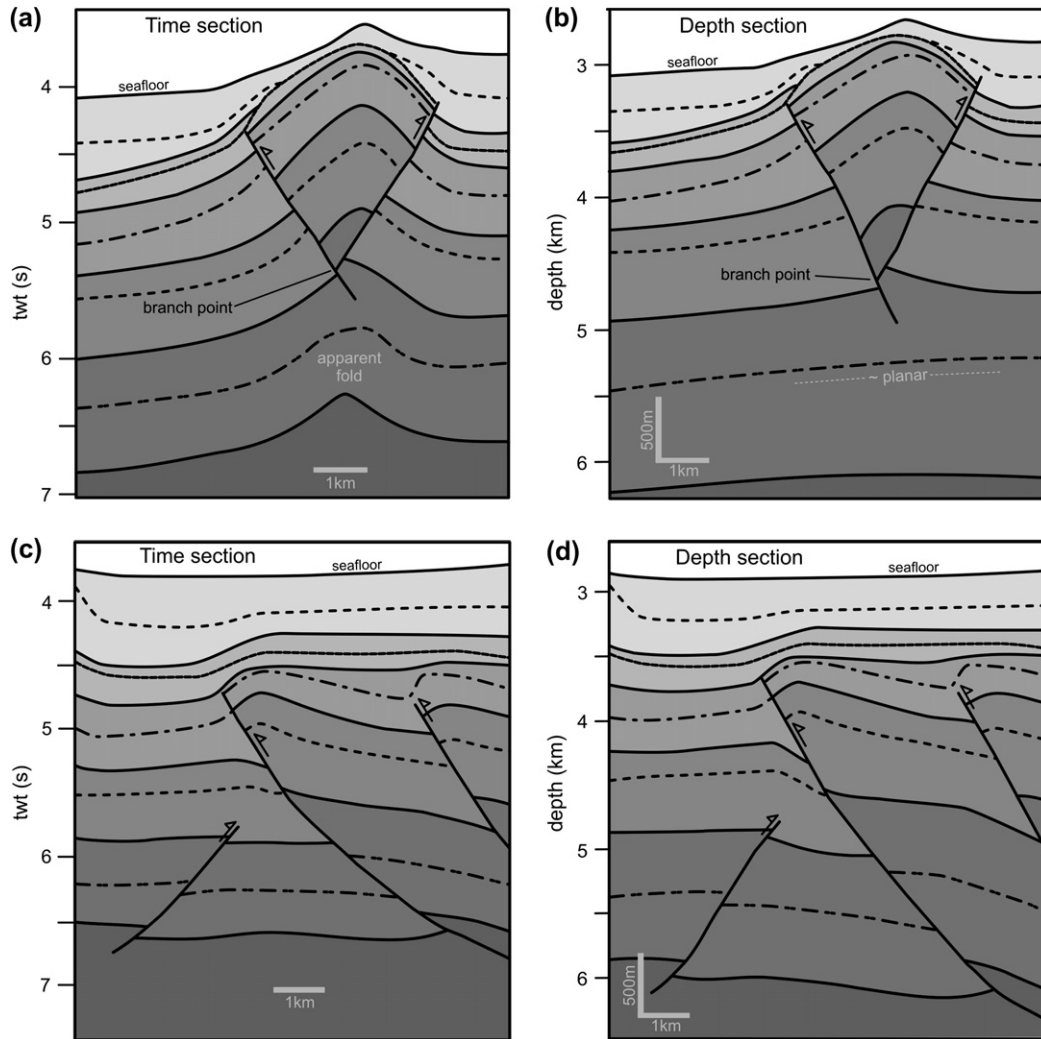 (a)
Time section
seafloor
4
5
6
7
twt (s)
branch point
apparent
fold
1km
(b)
Depth section
seafloor
3
4
5
6
depth (km)
branch point
~ planar
500m
1km
(c)
Time section
seafloor
4
5
6
7
twt (s)
1km
(d)
Depth section
seafloor
3
4
5
6
depth (km)
500m
1km